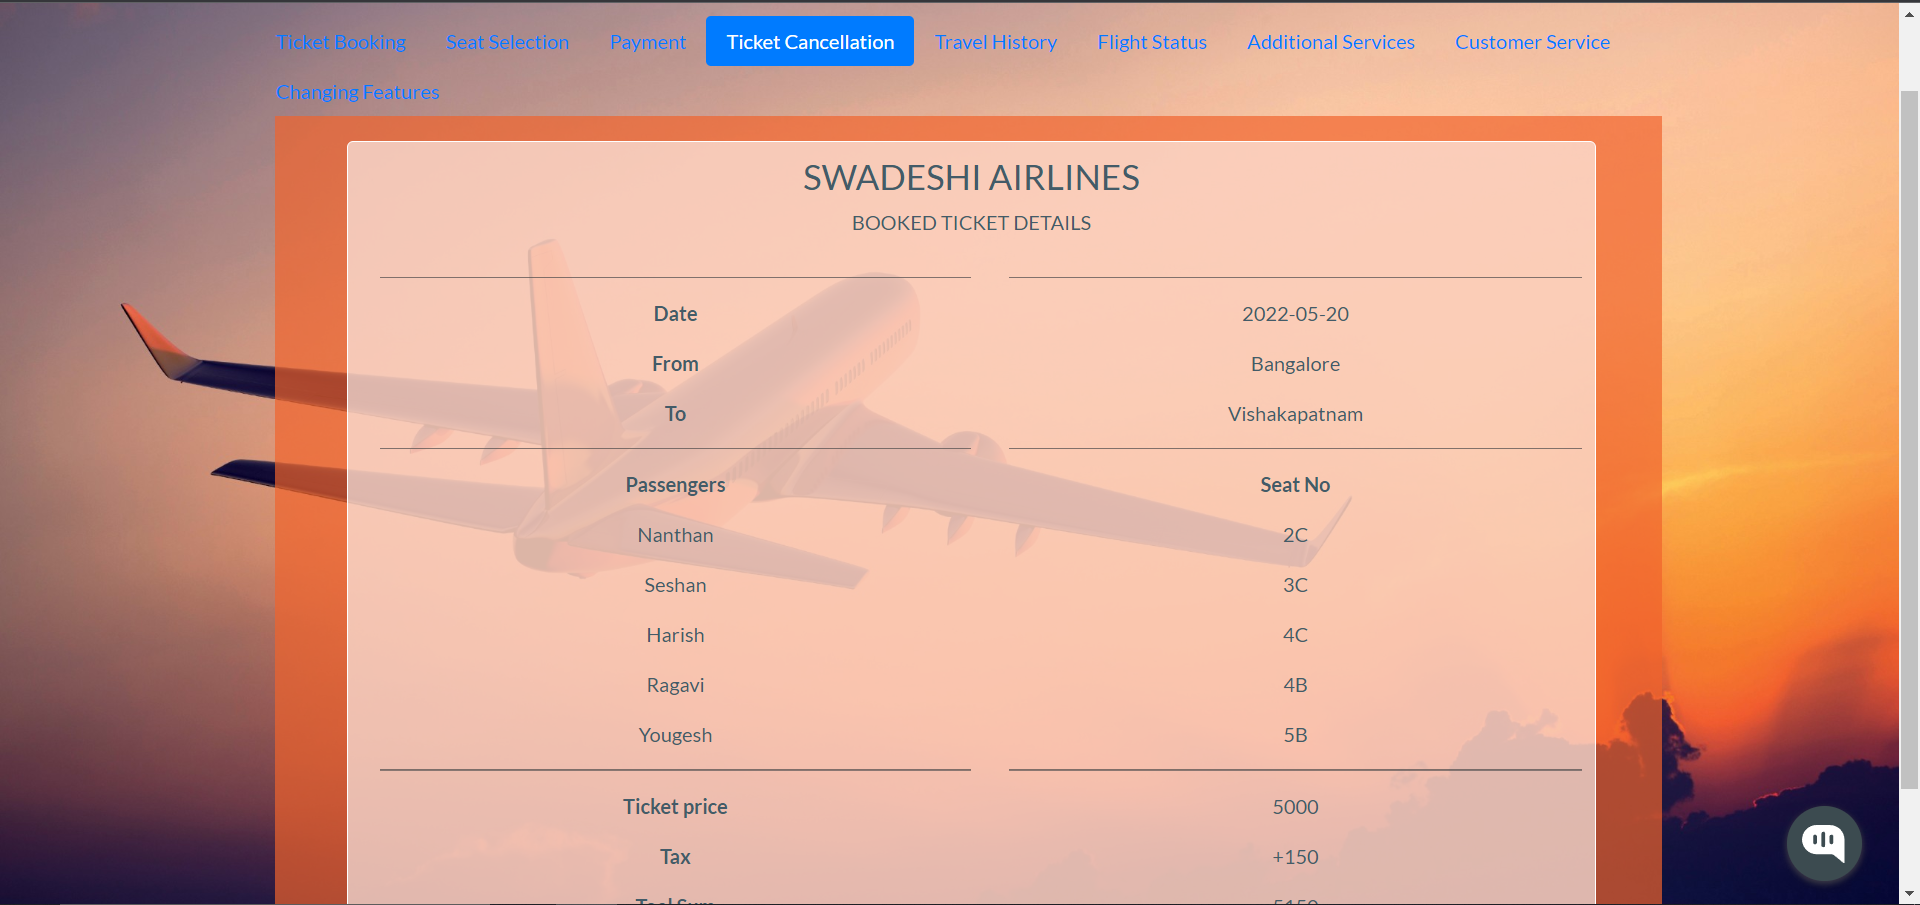 Ticket Booking Seat Selection Payment Ticket Cancellation Travel History Flight Status Additional Services Customer Service
Changing Features
SWADESHI AIRLINES
BOOKED TICKET DETAILS
Date 2022-05-20
From Bangalore
To Vishakapatnam
Passengers Seat No
Nanthan 2C
Seshan 3C
Harish 4C
Ragavi 4B
Yougesh 5B
Ticket price 5000
Tax +150